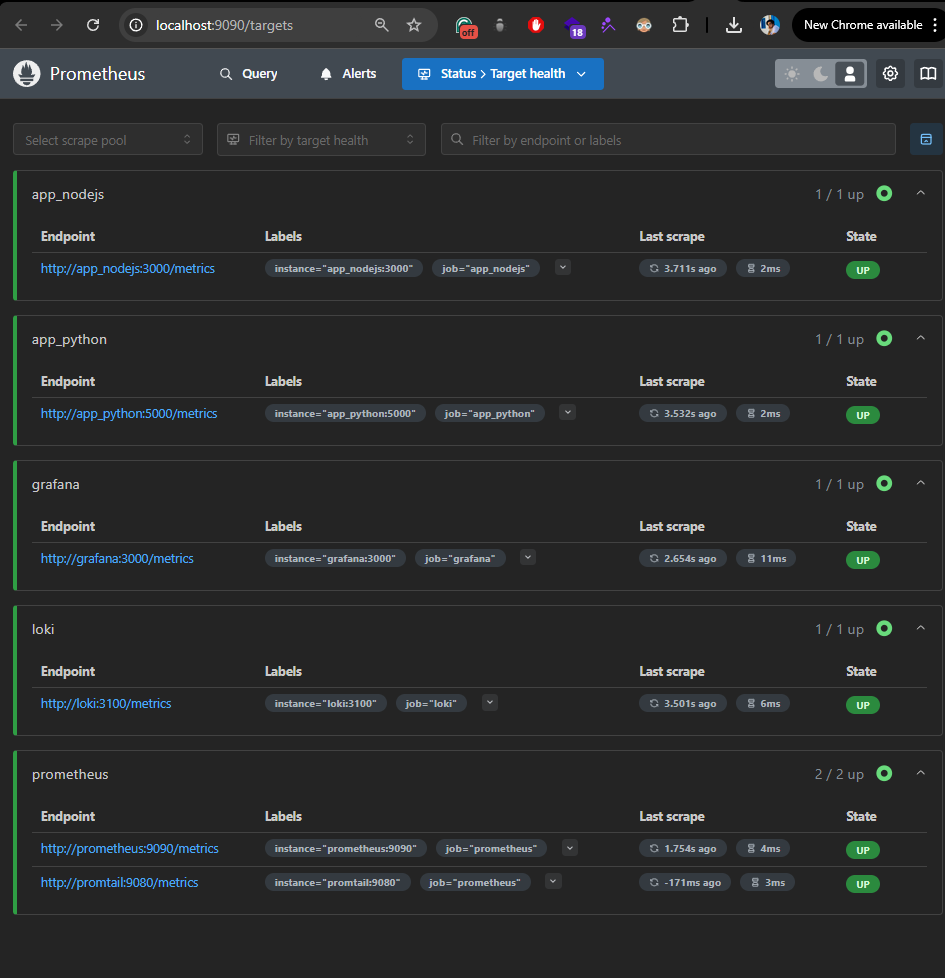 localhost:9090/targets
off
18
New Chrome available
Prometheus
Query
Alerts
Status > Target health
Select scrape pool
Filter by target health
Filter by endpoint or labels
app_nodejs 1 / 1 up
Endpoint Labels Last scrape State
http://app_nodejs:3000/metrics instance="app_nodejs:3000" job="app_nodejs" 3.711s ago 2ms UP
app_python 1 / 1 up
Endpoint Labels Last scrape State
http://app_python:5000/metrics instance="app_python:5000" job="app_python" 3.532s ago 2ms UP
grafana 1 / 1 up
Endpoint Labels Last scrape State
http://grafana:3000/metrics instance="grafana:3000" job="grafana" 2.654s ago 11ms UP
loki 1 / 1 up
Endpoint Labels Last scrape State
http://loki:3100/metrics instance="loki:3100" job="loki" 3.501s ago 6ms UP
prometheus 2 / 2 up
Endpoint Labels Last scrape State
http://prometheus:9090/metrics instance="prometheus:9090" job="prometheus" 1.754s ago 4ms UP
http://promtail:9080/metrics instance="promtail:9080" job="prometheus" -171ms ago 3ms UP